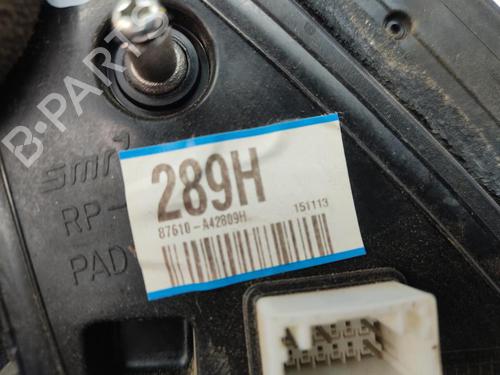 B-PARTS
smr
289H
87610-A42809H
151113
RP-
PAD